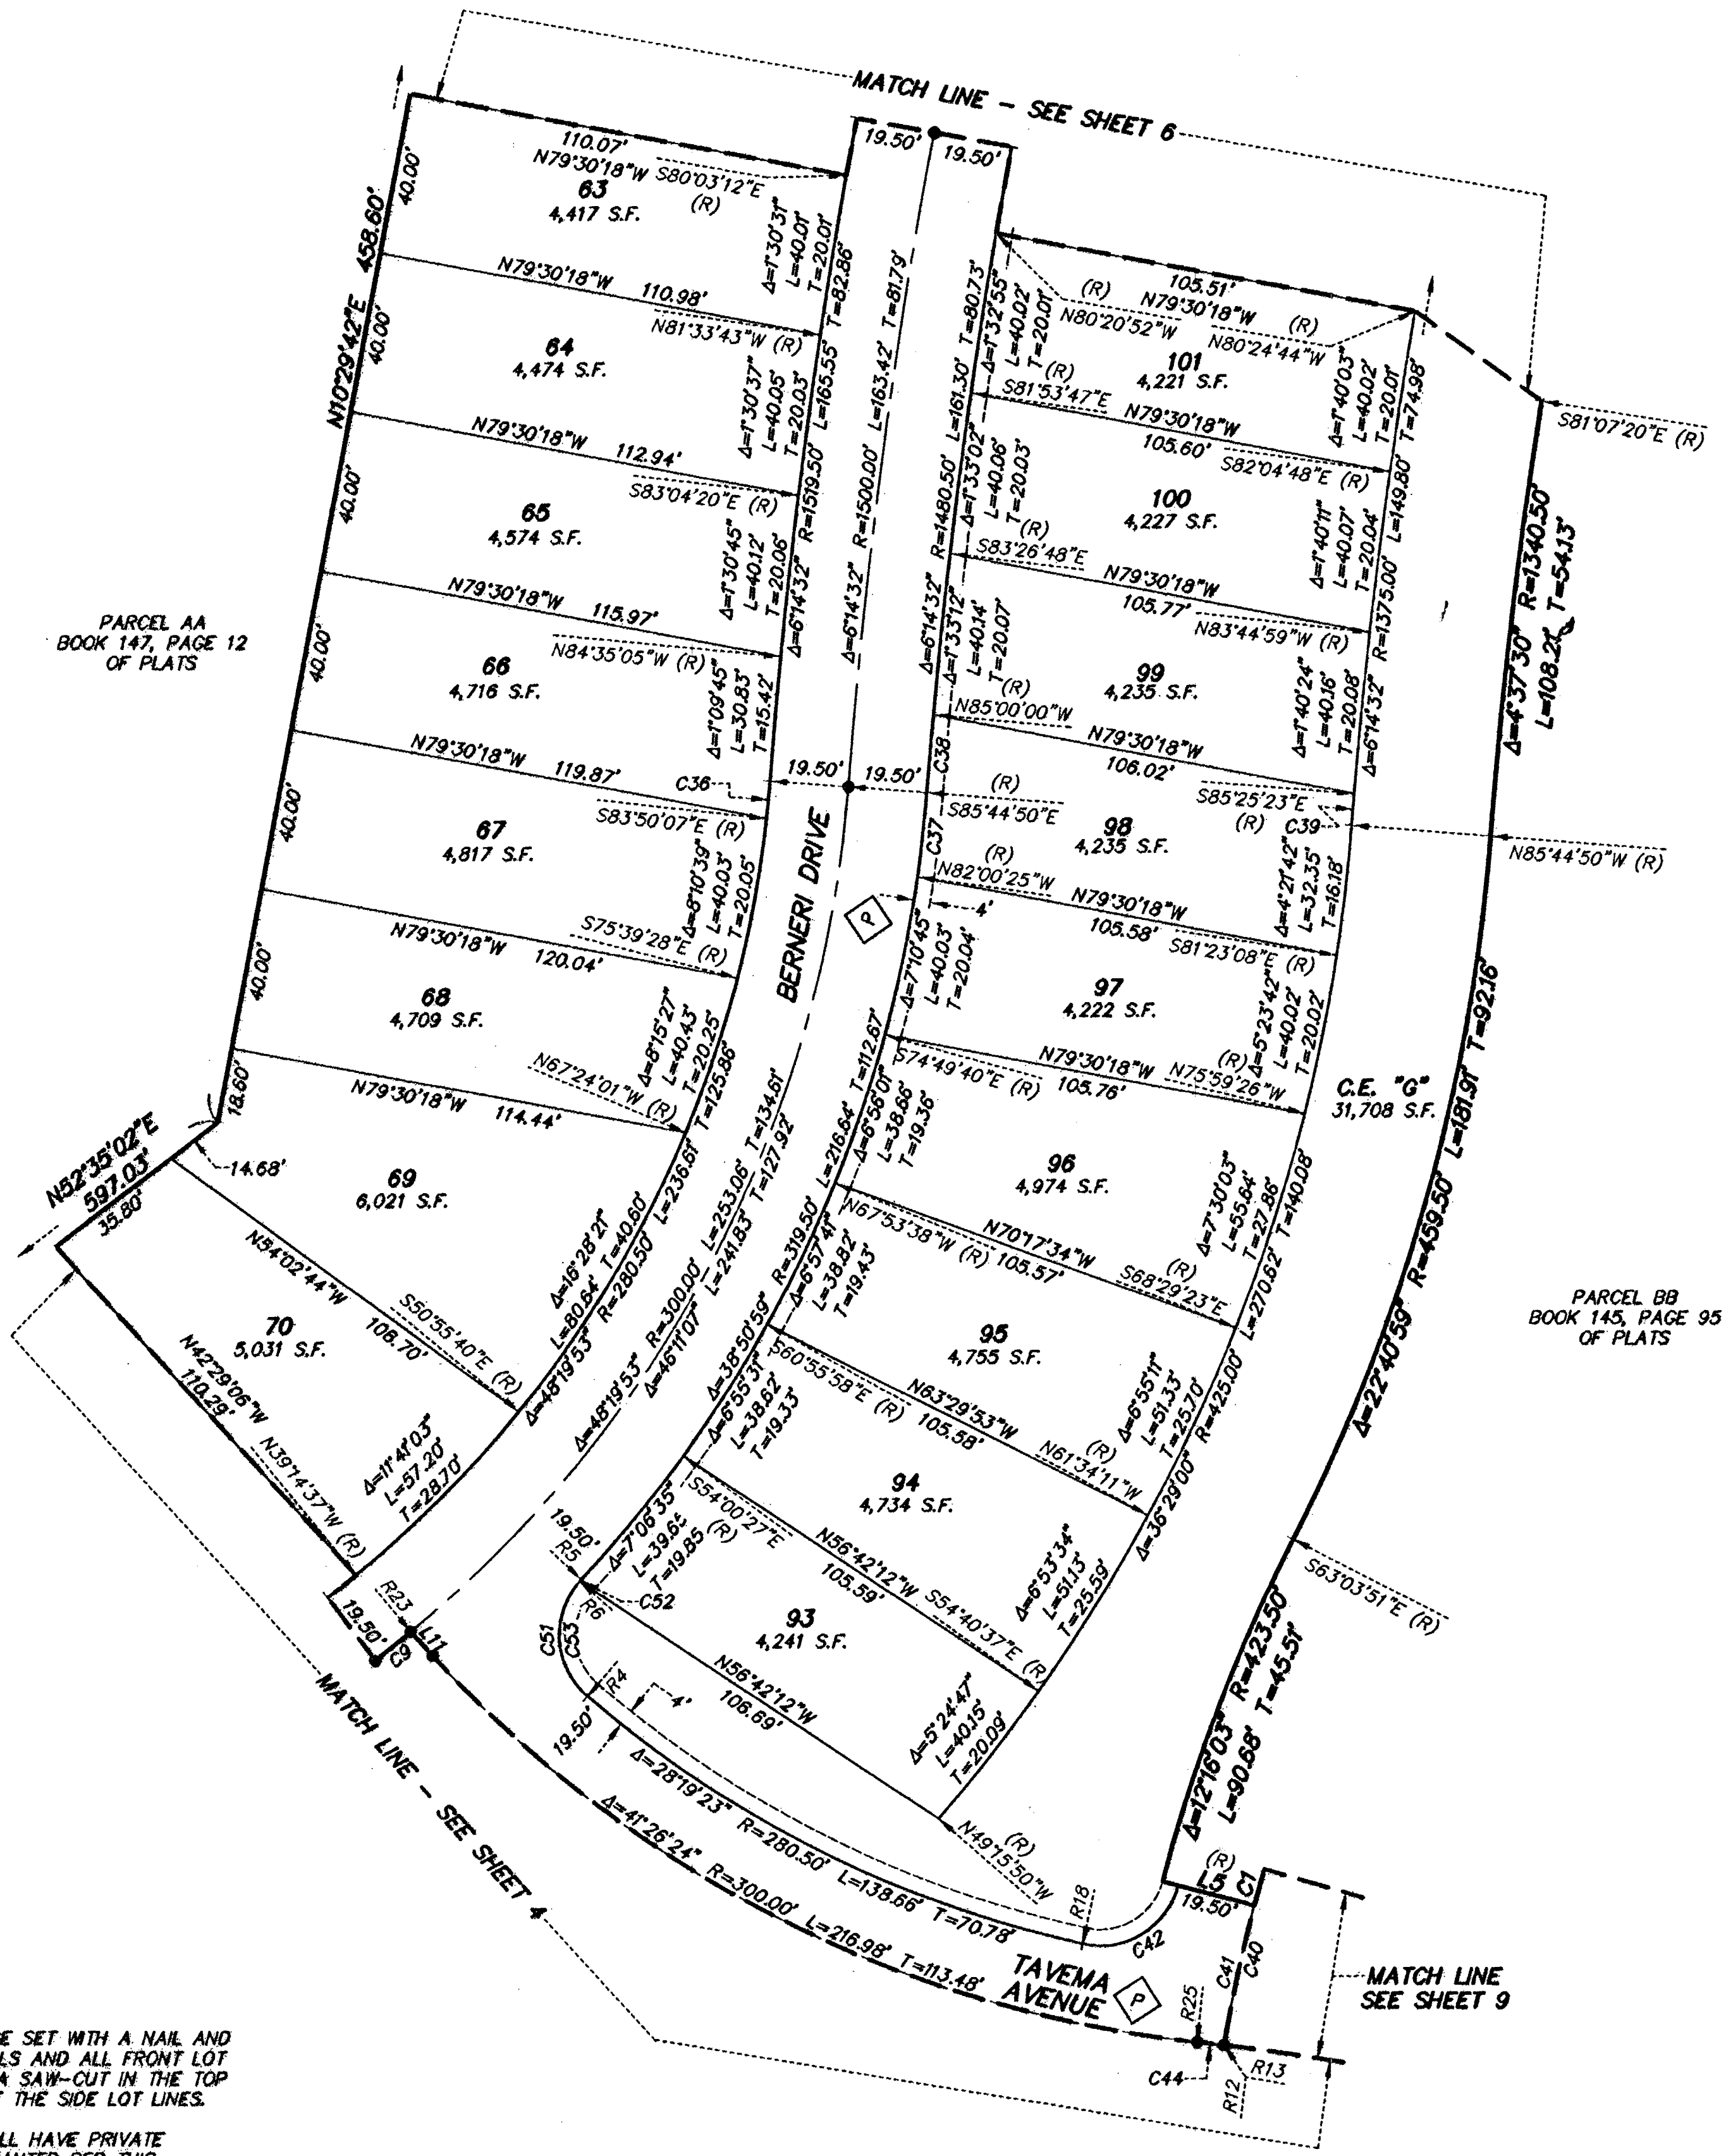 MATCH LINE - SEE SHEET 6
19.50'
19.50'
110.07'
N79°30'18"W
S80°03'12"E
(R)
63
4,417 S.F.
40.00'
N10°29'42"E 458.60'
Δ=1°30'31"
L=40.01'
T=20.01'
N79°30'18"W 110.98'
N81°33'43"W (R)
40.00'
64
4,474 S.F.
Δ=1°30'37"
L=40.05'
T=20.03'
N79°30'18"W 112.94'
S83°04'20"E (R)
40.00'
65
4,574 S.F.
Δ=1°30'45"
L=40.12'
T=20.06'
N79°30'18"W 115.97'
N84°35'05"W (R)
40.00'
66
4,716 S.F.
Δ=1°09'45"
L=30.83'
T=15.42'
N79°30'18"W 119.87'
C36
S83°50'07"E (R)
40.00'
67
4,817 S.F.
Δ=8°10'39"
L=40.03'
T=20.05'
N79°30'18"W 120.04'
S75°39'28"E (R)
40.00'
68
4,709 S.F.
Δ=8°15'27"
L=40.43'
T=20.25'
N79°30'18"W 114.44'
N67°24'01"W (R)
18.60'
14.68'
N52°35'02"E
597.03'
35.80'
69
6,021 S.F.
Δ=16°28'21"
L=80.64' T=40.60'
N54°02'44"W 106.70'
S50°55'40"E (R)
70
5,031 S.F.
N42°29'06"W
110.29'
N39°14'37"W (R)
Δ=11°41'03"
L=57.20'
T=28.70'
PARCEL AA
BOOK 147, PAGE 12
OF PLATS
Δ=6°14'32" R=1519.50' L=165.55' T=82.86'
Δ=6°14'32" R=1500.00' L=163.42' T=81.79'
Δ=6°14'32" R=1480.50' L=161.30' T=80.73'
19.50'
19.50'
BERNERI DRIVE
P
Δ=48°19'53" R=280.50' L=236.61' T=125.86'
Δ=48°19'53" R=300.00' L=253.06' T=134.61'
Δ=46°11'07" L=241.83' T=127.92'
Δ=38°50'59" R=319.50' L=216.64' T=112.67'
105.51'
N79°30'18"W
(R)
N80°20'52"W
(R)
N80°24'44"W
101
4,221 S.F.
Δ=1°32'55"
L=40.02'
T=20.01'
Δ=1°40'03"
L=40.02'
T=20.01'
(R)
S81°53'47"E
N79°30'18"W
105.60'
S82°04'48"E (R)
100
4,227 S.F.
Δ=1°33'02"
L=40.06'
T=20.03'
Δ=1°40'11"
L=40.07'
T=20.04'
(R)
S83°26'48"E
N79°30'18"W
105.77'
N83°44'59"W (R)
99
4,235 S.F.
Δ=1°33'12"
L=40.14'
T=20.07'
Δ=1°40'24"
L=40.16'
T=20.08'
(R)
N85°00'00"W
N79°30'18"W
106.02'
S85°25'23"E
(R)
C39
C38
(R)
S85°44'50"E
98
4,235 S.F.
C37
Δ=4°21'42"
L=32.35'
T=16.18'
(R)
N82°00'25"W
4'
N79°30'18"W
105.58'
S81°23'08"E (R)
97
4,222 S.F.
Δ=7°10'45"
L=40.03'
T=20.04'
Δ=5°23'42"
L=40.02'
T=20.02'
S74°49'40"E (R)
N79°30'18"W
105.76'
(R)
N75°59'26"W
96
4,974 S.F.
Δ=6°56'01"
L=38.66'
T=19.36'
Δ=7°30'03"
L=55.64'
T=27.86'
N67°53'38"W (R)
N70°17'34"W
105.57'
(R)
S68°29'23"E
95
4,755 S.F.
Δ=6°57'41"
L=38.82'
T=19.43'
Δ=6°55'11"
L=51.33'
T=25.70'
S60°55'58"E (R)
N63°29'53"W
105.58'
(R)
N61°34'11"W
94
4,734 S.F.
Δ=6°55'31"
L=38.62'
T=19.33'
Δ=6°53'34"
L=51.13'
T=25.59'
S54°00'27"E
(R)
N56°42'12"W
105.59'
S54°40'37"E (R)
93
4,241 S.F.
Δ=7°06'35"
L=39.65'
T=19.85'
Δ=5°24'47"
L=40.15'
T=20.09'
N56°42'12"W
106.69'
(R)
N49°15'50"W
Δ=6°14'32" R=1375.00' L=149.80' T=74.98'
Δ=36°29'00" R=425.00' L=270.62' T=140.08'
S81°07'20"E (R)
Δ=4°37'30" R=1340.50'
L=108.21' T=54.13'
N85°44'50"W (R)
C.E. "G"
31,708 S.F.
Δ=22°40'59" R=459.50' L=181.91' T=92.16'
PARCEL BB
BOOK 145, PAGE 95
OF PLATS
S63°03'51"E (R)
Δ=12°16'03" R=423.50'
L=90.68' T=45.51'
19.50'
R5
R6
C52
C51
C53
R4
19.50'
4'
R23
19.50'
C9
L11
Δ=28°19'23" R=280.50' L=138.66' T=70.78'
Δ=41°26'24" R=300.00' L=216.98' T=113.48'
MATCH LINE - SEE SHEET 4
TAVEMA
AVENUE
P
R18
C42
(R)
L5
C1
19.50'
C41
C40
R25
C44
R12
R13
MATCH LINE
SEE SHEET 9
E SET WITH A NAIL AND
LS AND ALL FRONT LOT
A SAW-CUT IN THE TOP
THE SIDE LOT LINES.
LL HAVE PRIVATE